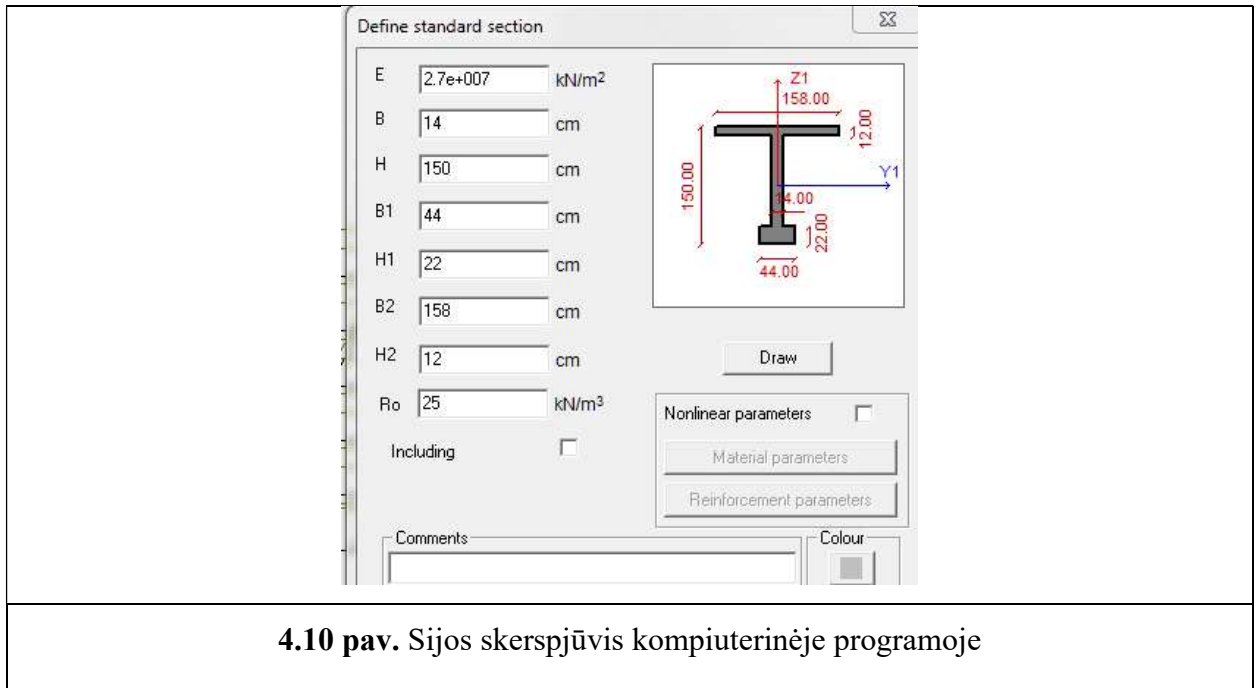 Define standard section
E 2.7e+007 kN/m2
B 14 cm
H 150 cm
B1 44 cm
H1 22 cm
B2 158 cm
H2 12 cm
Ro 25 kN/m3
Including
Z1
158.00
12.00
Y1
150.00
14.00
22.00
44.00
Draw
Nonlinear parameters
Material parameters
Reinforcement parameters
Comments
Colour
4.10 pav. Sijos skerspjūvis kompiuterinėje programoje